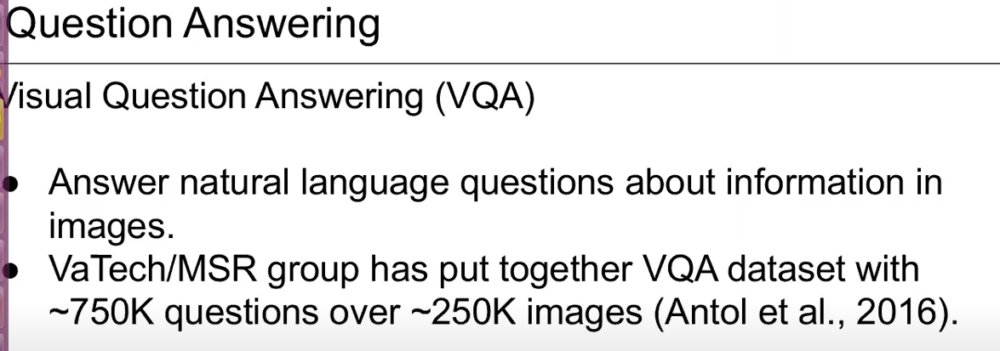 Question Answering
Visual Question Answering (VQA)
● Answer natural language questions about information in
images.
● VaTech/MSR group has put together VQA dataset with
~750K questions over ~250K images (Antol et al., 2016).